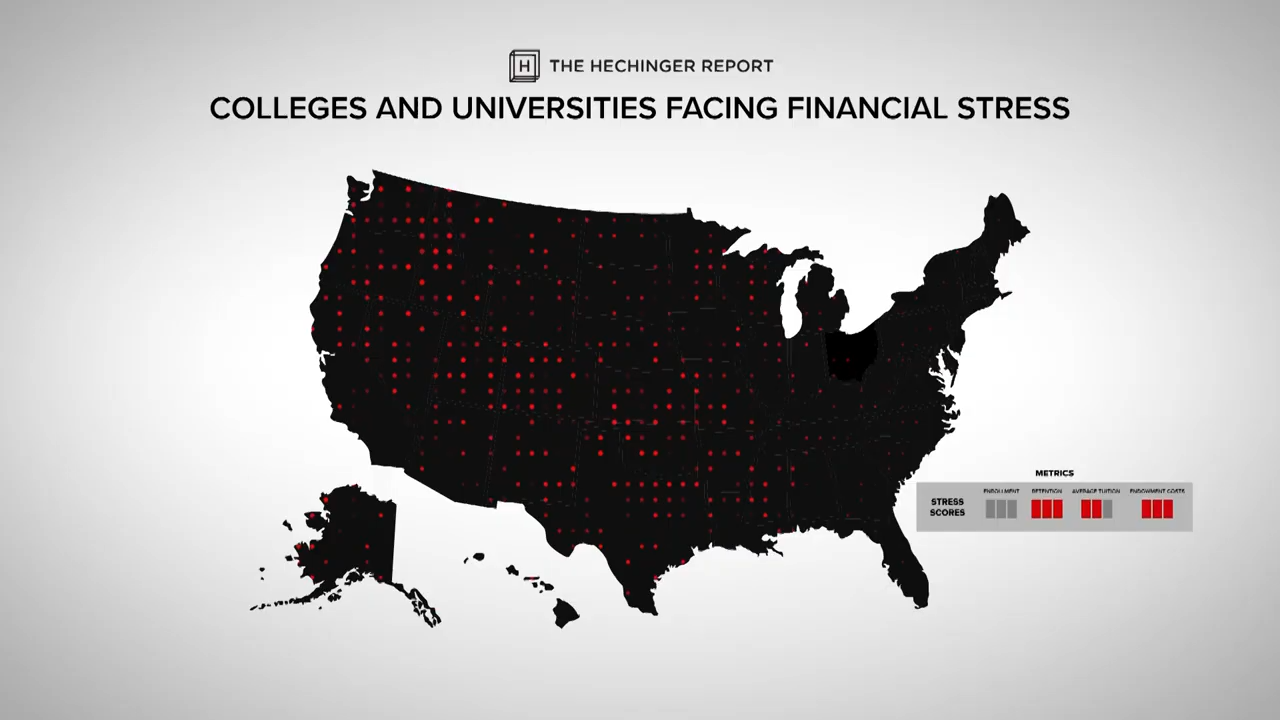 H THE HECHINGER REPORT
COLLEGES AND UNIVERSITIES FACING FINANCIAL STRESS
METRICS
ENROLLMENT RETENTION AVERAGE TUITION ENDOWMENT COSTS
STRESS
SCORES